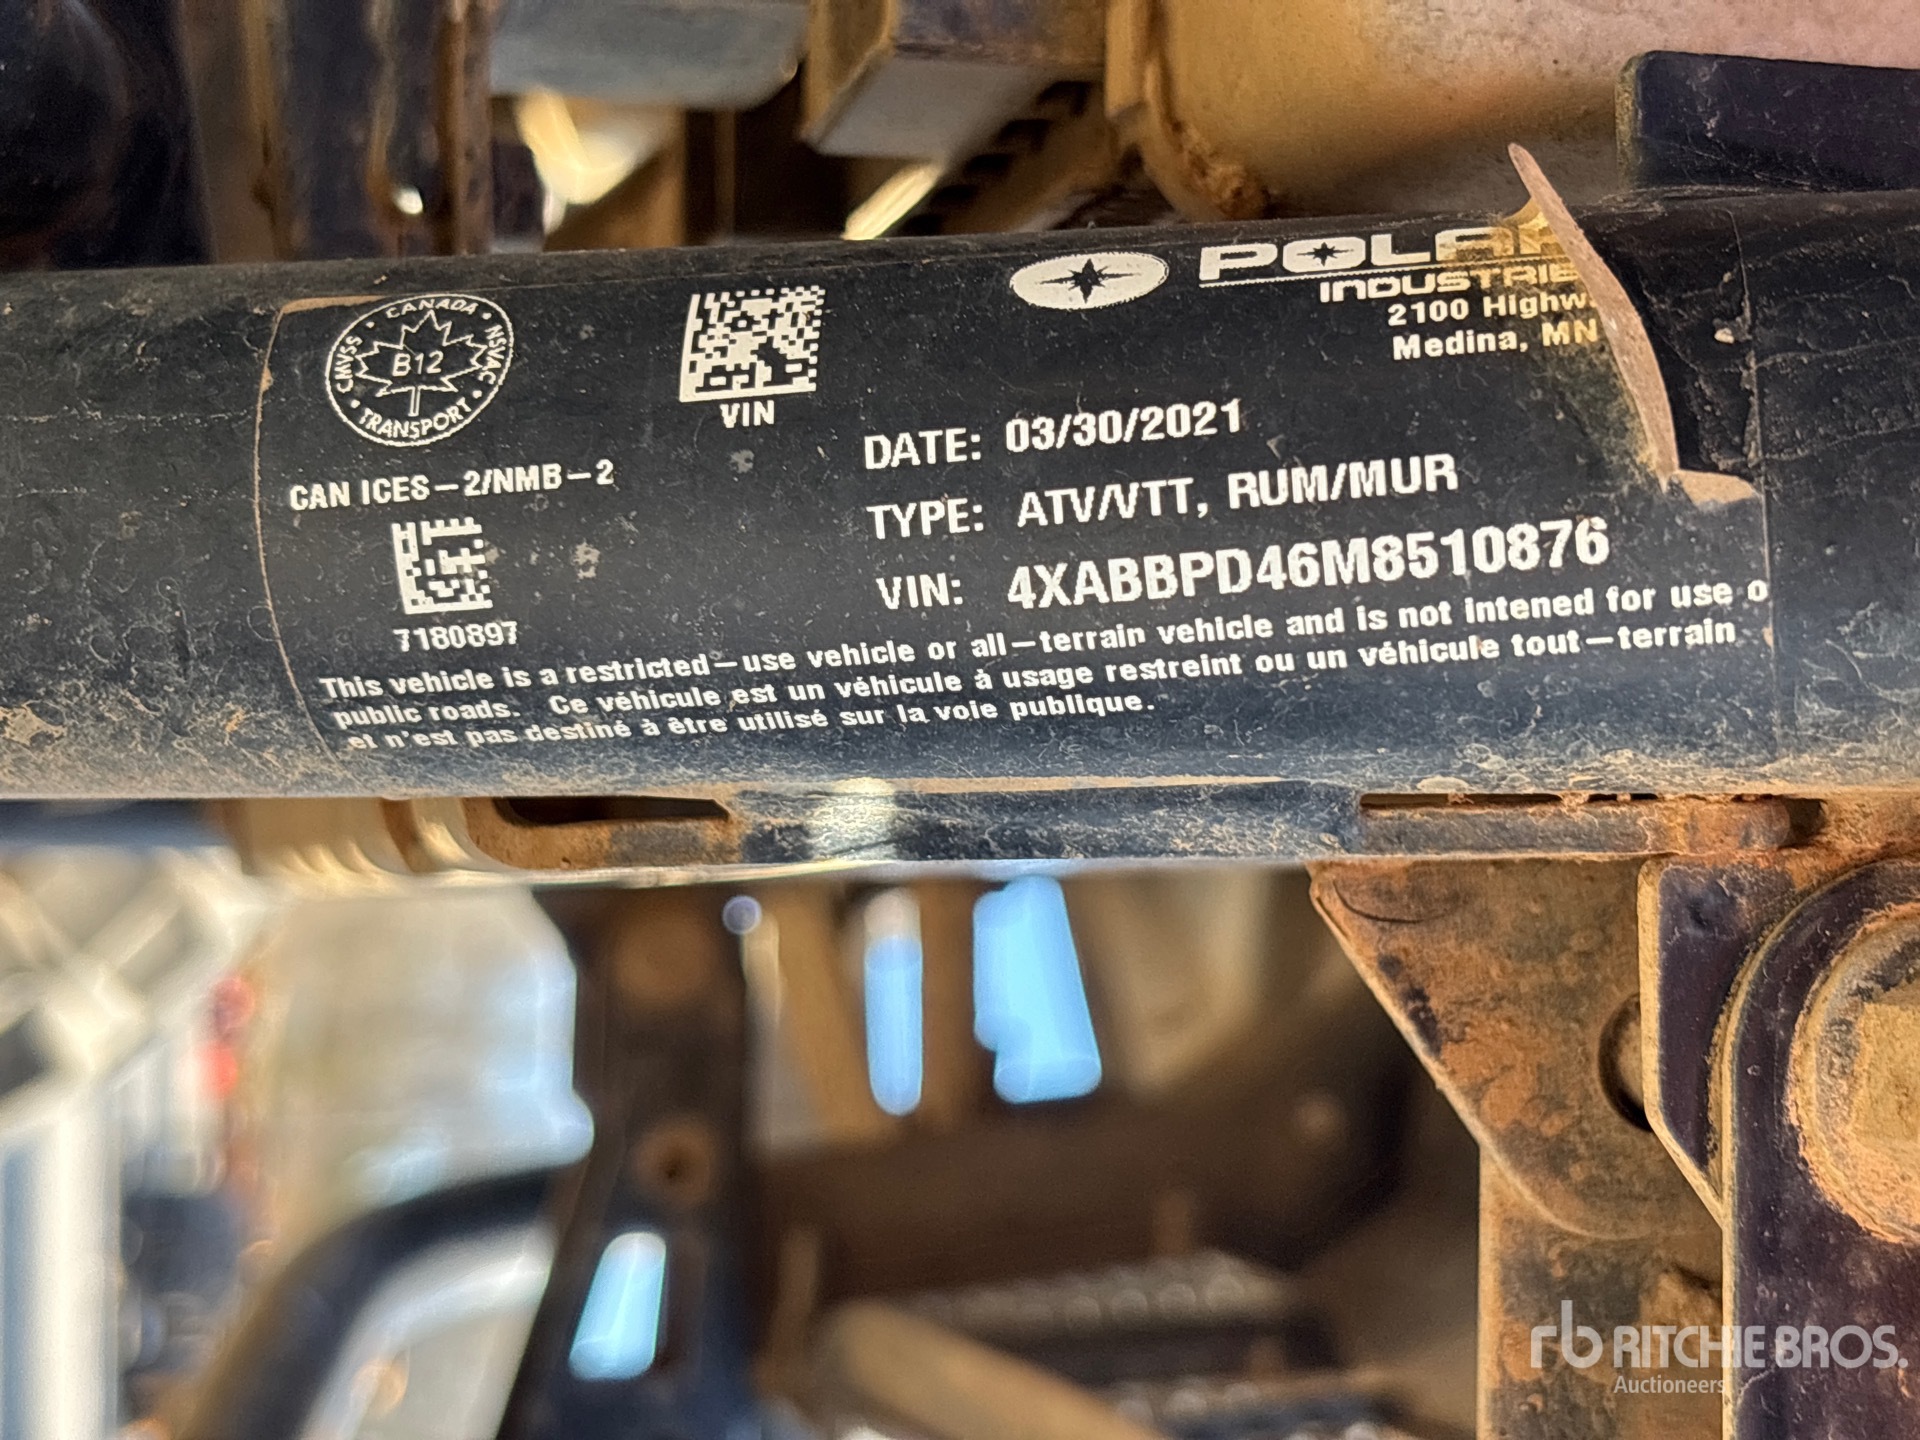 CANADA
NSVAC
CMVSS
B12
TRANSPORT
VIN
POLAR
INDUSTRIE
2100 Highw
Medina, MN
DATE: 03/30/2021
CAN ICES-2/NMB-2
TYPE: ATV/VTT, RUM/MUR
VIN: 4XABBPD46M8510876
7180897
This vehicle is a restricted-use vehicle or all-terrain vehicle and is not intened for use o
public roads. Ce véhicule est un véhicule à usage restreint ou un véhicule tout-terrain
et n'est pas destiné à être utilisé sur la voie publique.
rb RITCHIE BROS.
Auctioneers